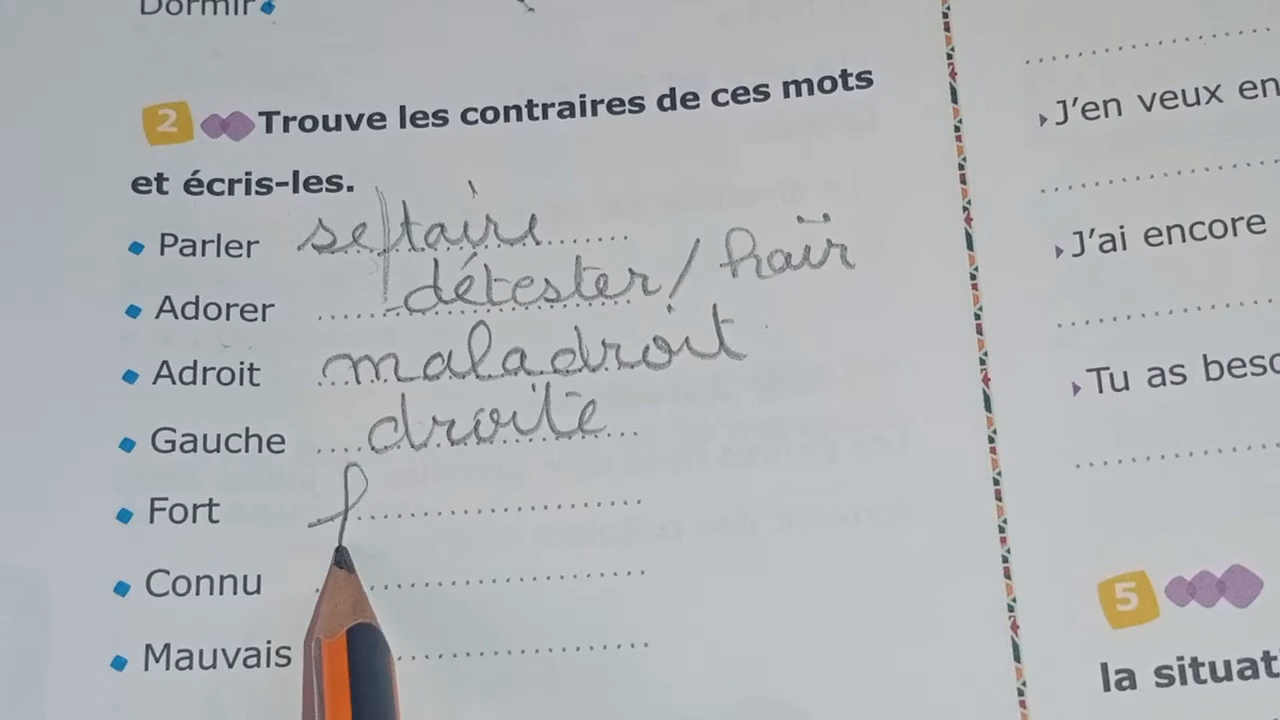 Dormir
2 Trouve les contraires de ces mots
et écris-les.
Parler se/taire
Adorer détester / haïr
Adroit maladroit
Gauche droite
Fort f
Connu
Mauvais
J'en veux en
J'ai encore
Tu as beso
5
la situat